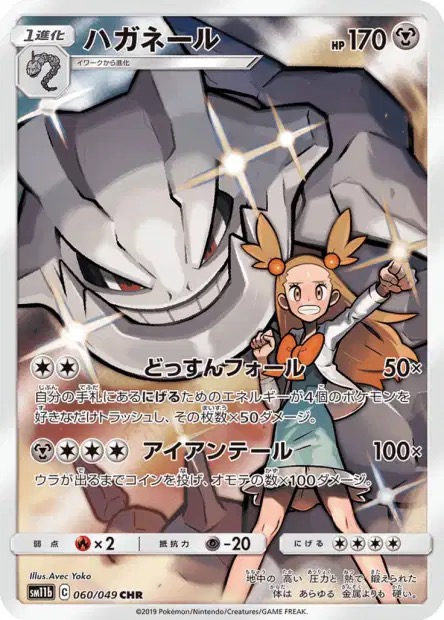 1進化
ハガネール
HP 170
イワークから進化
どっすんフォール 50×
自分の手札にあるにげるためのエネルギーが4個のポケモンを
好きなだけトラッシュし、その枚数×50ダメージ。
アイアンテール 100×
ウラが出るまでコインを投げ、オモテの数×100ダメージ。
弱点 ×2 抵抗力 -20 にげる
Illus.Avec Yoko
地中の 高い 圧力と 熱で 鍛えられた
体は あらゆる 金属よりも 硬い。
sm11b C 060/049 CHR
©2019 Pokémon/Nintendo/Creatures/GAME FREAK.